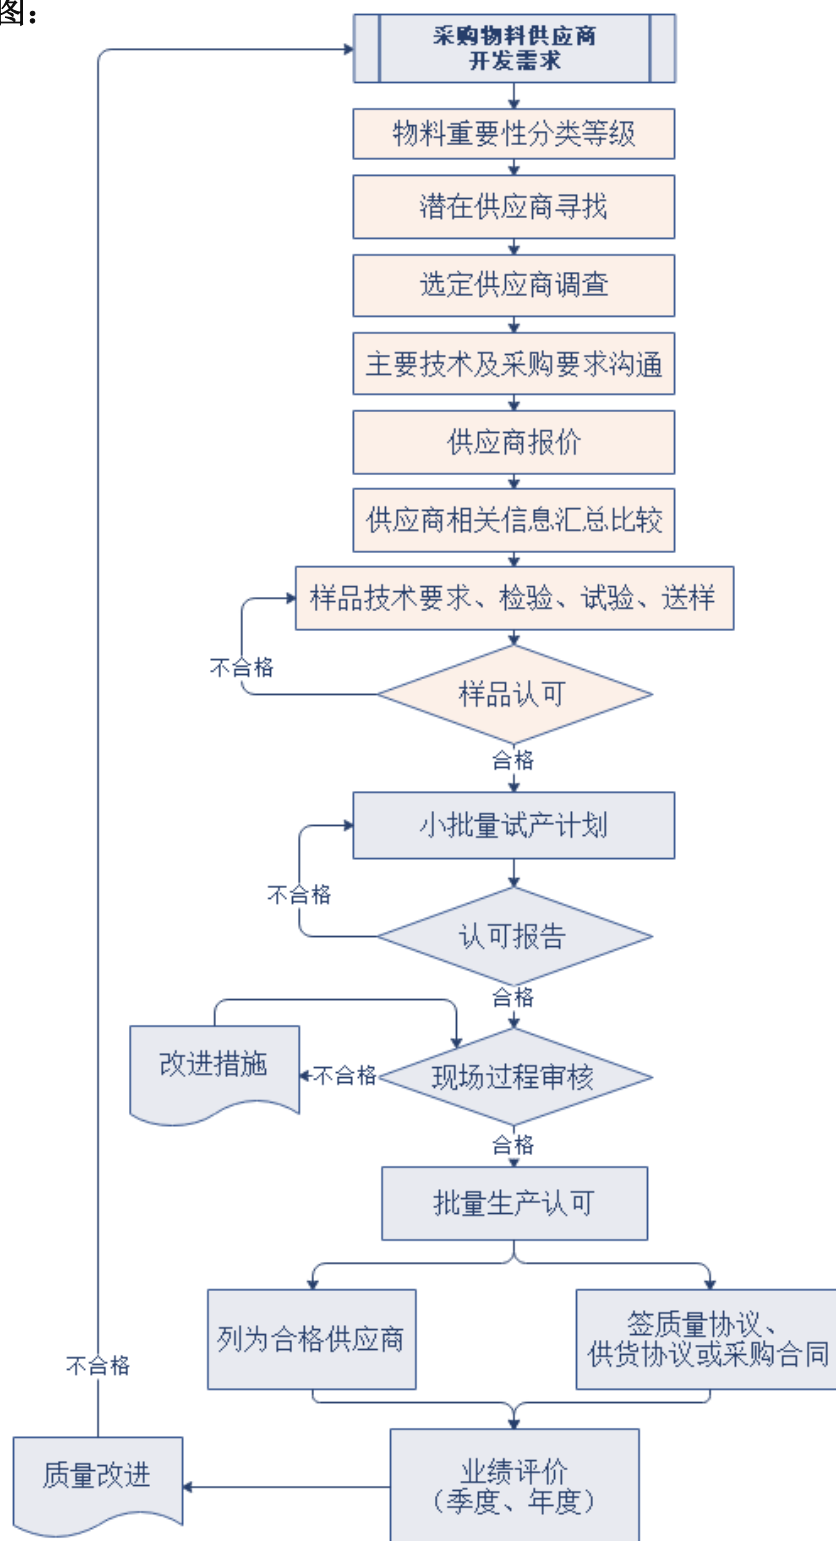 图：
采购物料供应商
开发需求
物料重要性分类等级
潜在供应商寻找
选定供应商调查
主要技术及采购要求沟通
供应商报价
供应商相关信息汇总比较
样品技术要求、检验、试验、送样
不合格
样品认可
合格
小批量试产计划
不合格
认可报告
合格
改进措施
不合格
现场过程审核
合格
批量生产认可
列为合格供应商
签质量协议、
供货协议或采购合同
不合格
质量改进
业绩评价
（季度、年度）